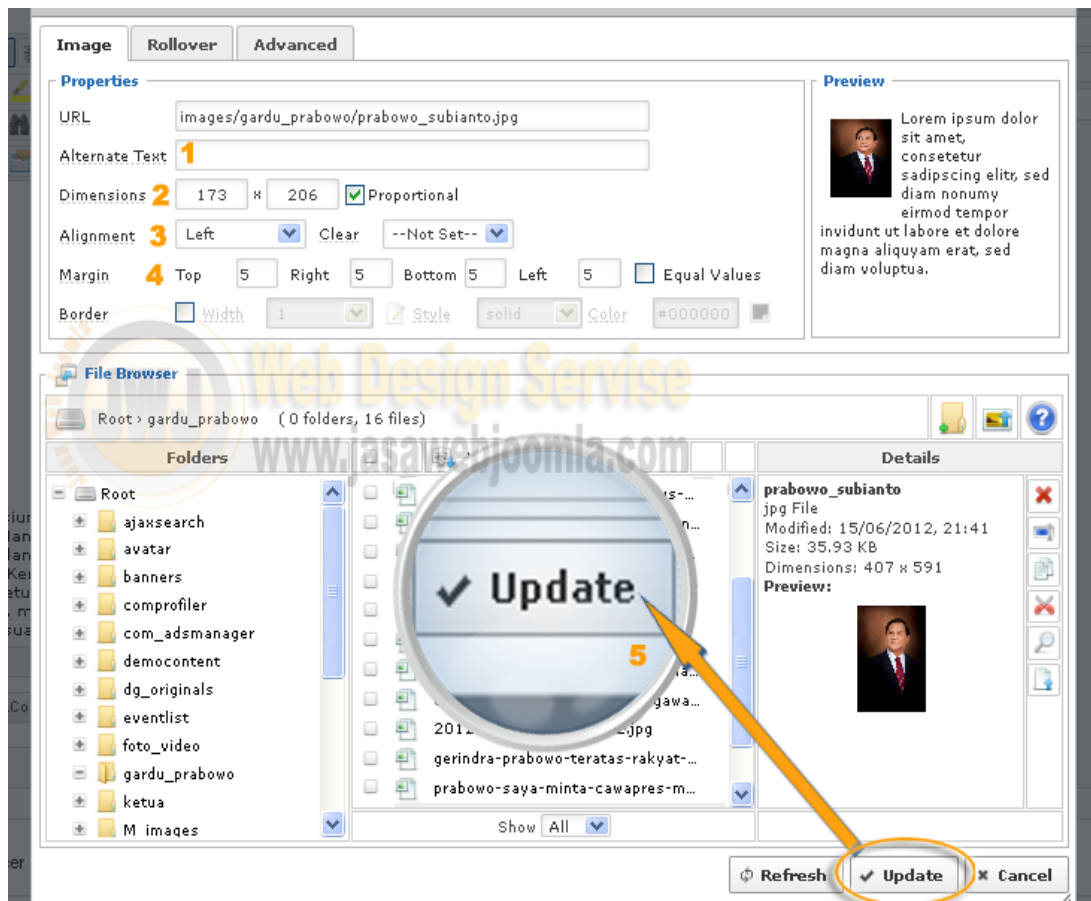 Image Rollover Advanced
Properties
URL images/gardu_prabowo/prabowo_subianto.jpg
Alternate Text 1
Dimensions 2 173 x 206 Proportional
Alignment 3 Left Clear --Not Set--
Margin 4 Top 5 Right 5 Bottom 5 Left 5 Equal Values
Border Width 1 Style solid Color #000000
Preview
Lorem ipsum dolor
sit amet,
consetetur
sadipscing elitr, sed
diam nonumy
eirmod tempor
invidunt ut labore et dolore
magna aliquyam erat, sed
diam voluptua.
Web Design Servise
www.jasawebjoomla.com
File Browser
Root › gardu_prabowo ( 0 folders, 16 files)
Folders
Root
ajaxsearch
avatar
banners
comprofiler
com_adsmanager
democontent
dg_originals
eventlist
foto_video
gardu_prabowo
ketua
M_images
Update
5
gerindra-prabowo-teratas-rakyat-...
prabowo-saya-minta-cawapres-m...
Show All
Details
prabowo_subianto
jpg File
Modified: 15/06/2012, 21:41
Size: 35.93 KB
Dimensions: 407 x 591
Preview:
Refresh Update Cancel